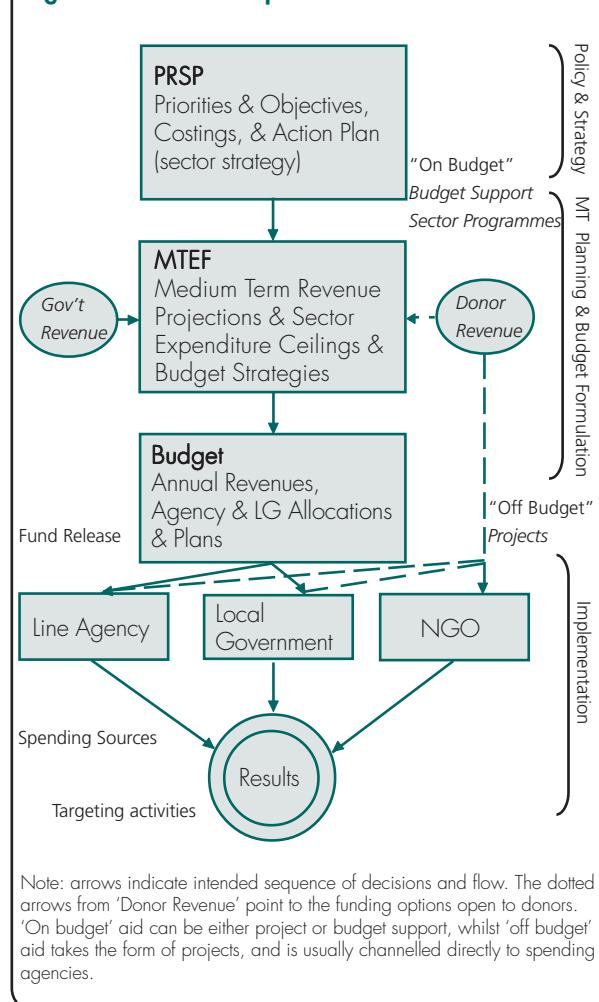 PRSP
Priorities & Objectives,
Costings, & Action Plan
(sector strategy)
Policy & Strategy
"On Budget"
Budget Support
Sector Programmes
MTEF
Medium Term Revenue
Projections & Sector
Expenditure Ceilings &
Budget Strategies
Gov't
Revenue
Donor
Revenue
MT Planning & Budget Formulation
Budget
Annual Revenues,
Agency & LG Allocations
& Plans
"Off Budget"
Projects
Fund Release
Line Agency
Local
Government
NGO
Implementation
Spending Sources
Results
Targeting activities
Note: arrows indicate intended sequence of decisions and flow. The dotted
arrows from 'Donor Revenue' point to the funding options open to donors.
'On budget' aid can be either project or budget support, whilst 'off budget'
aid takes the form of projects, and is usually channelled directly to spending
agencies.